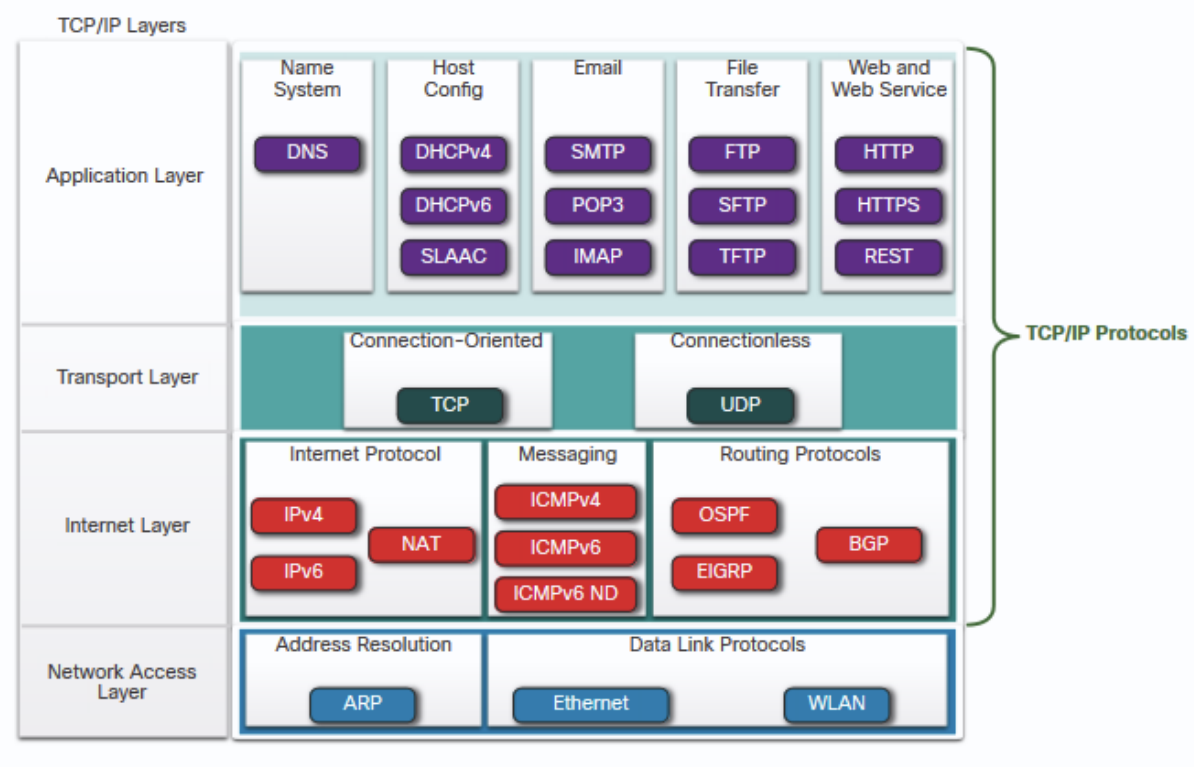 TCP/IP Layers
Application Layer
Name
System
DNS
Host
Config
DHCPv4
DHCPv6
SLAAC
Email
SMTP
POP3
IMAP
File
Transfer
FTP
SFTP
TFTP
Web and
Web Service
HTTP
HTTPS
REST
TCP/IP Protocols
Transport Layer
Connection-Oriented
TCP
Connectionless
UDP
Internet Layer
Internet Protocol
IPv4
NAT
IPv6
Messaging
ICMPv4
ICMPv6
ICMPv6 ND
Routing Protocols
OSPF
BGP
EIGRP
Network Access
Layer
Address Resolution
ARP
Data Link Protocols
Ethernet
WLAN